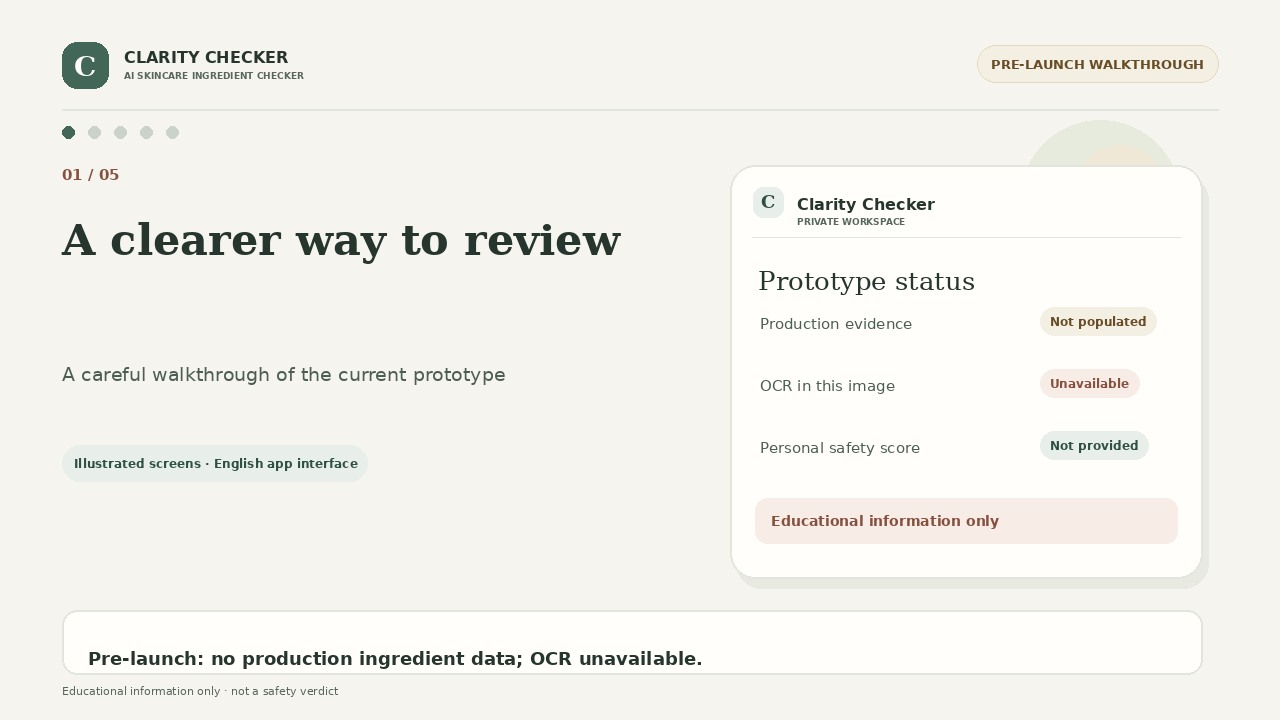 C
CLARITY CHECKER
AI SKINCARE INGREDIENT CHECKER
PRE-LAUNCH WALKTHROUGH
01 / 05
A clearer way to review
A careful walkthrough of the current prototype
Illustrated screens · English app interface
C
Clarity Checker
PRIVATE WORKSPACE
Prototype status
Production evidence Not populated
OCR in this image Unavailable
Personal safety score Not provided
Educational information only
Pre-launch: no production ingredient data; OCR unavailable.
Educational information only · not a safety verdict